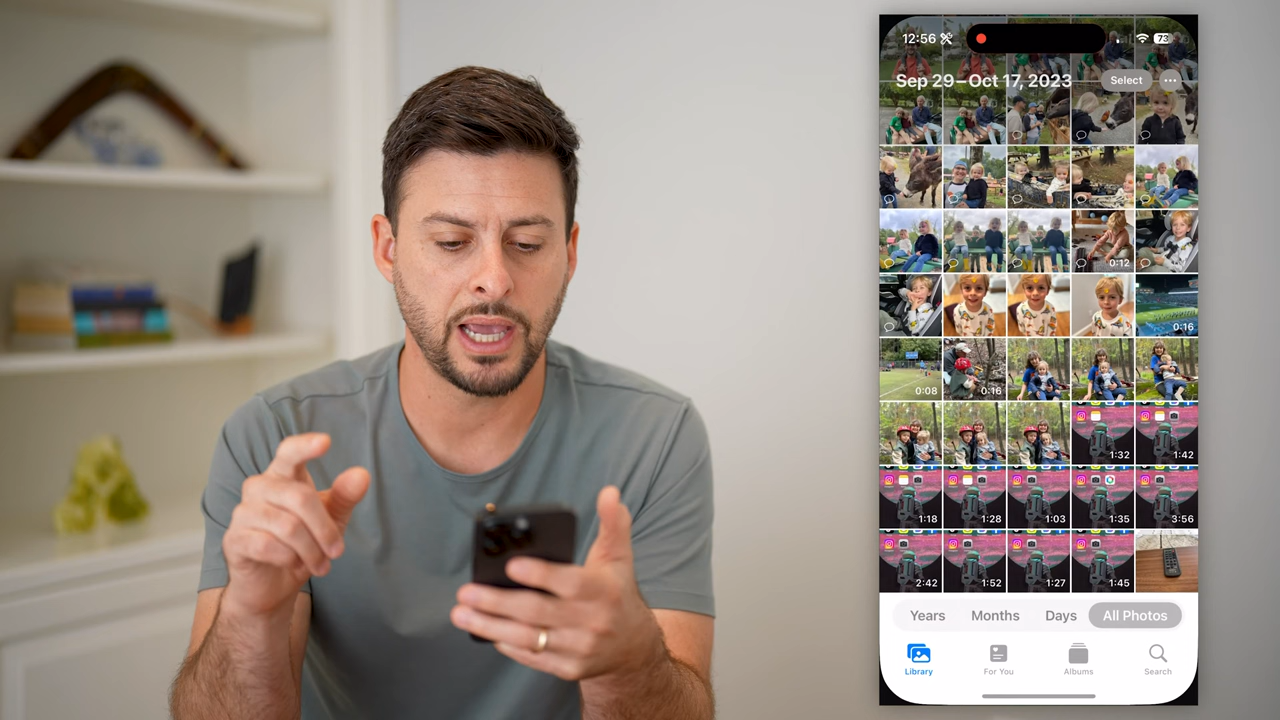 12:56
73
Sep 29–Oct 17, 2023
Select
0:12
0:16
0:08
0:16
1:32
1:42
1:18
1:28
1:03
1:35
3:56
2:42
1:52
1:27
1:45
Years
Months
Days
All Photos
Library
For You
Albums
Search